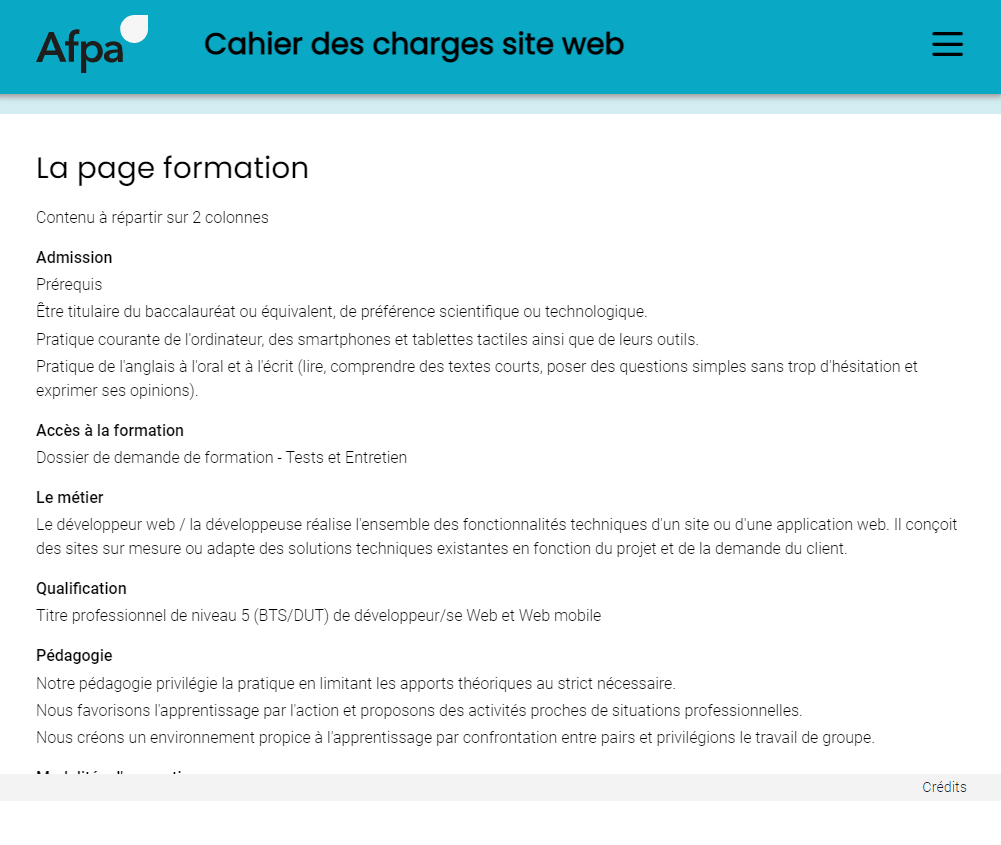 Afpa
Cahier des charges site web
La page formation
Contenu à répartir sur 2 colonnes
Admission
Prérequis
Être titulaire du baccalauréat ou équivalent, de préférence scientifique ou technologique.
Pratique courante de l'ordinateur, des smartphones et tablettes tactiles ainsi que de leurs outils.
Pratique de l'anglais à l'oral et à l'écrit (lire, comprendre des textes courts, poser des questions simples sans trop d'hésitation et
exprimer ses opinions).
Accès à la formation
Dossier de demande de formation - Tests et Entretien
Le métier
Le développeur web / la développeuse réalise l'ensemble des fonctionnalités techniques d'un site ou d'une application web. Il conçoit
des sites sur mesure ou adapte des solutions techniques existantes en fonction du projet et de la demande du client.
Qualification
Titre professionnel de niveau 5 (BTS/DUT) de développeur/se Web et Web mobile
Pédagogie
Notre pédagogie privilégie la pratique en limitant les apports théoriques au strict nécessaire.
Nous favorisons l'apprentissage par l'action et proposons des activités proches de situations professionnelles.
Nous créons un environnement propice à l'apprentissage par confrontation entre pairs et privilégions le travail de groupe.
Crédits